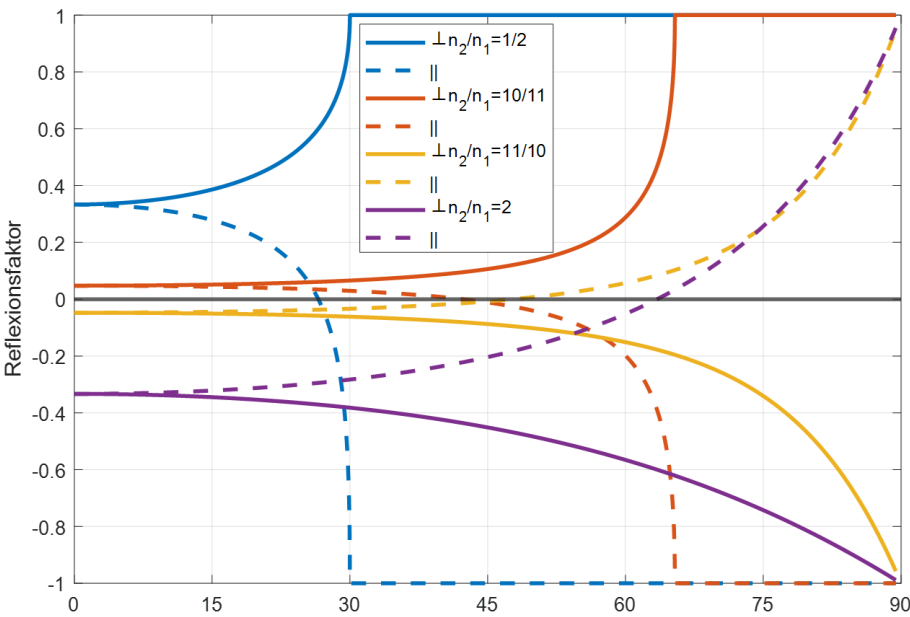 1
0.8
0.6
0.4
0.2
0
-0.2
-0.4
-0.6
-0.8
-1
Reflexionsfaktor
⊥n2/n1=1/2
||
⊥n2/n1=10/11
||
⊥n2/n1=11/10
||
⊥n2/n1=2
||
0 15 30 45 60 75 90